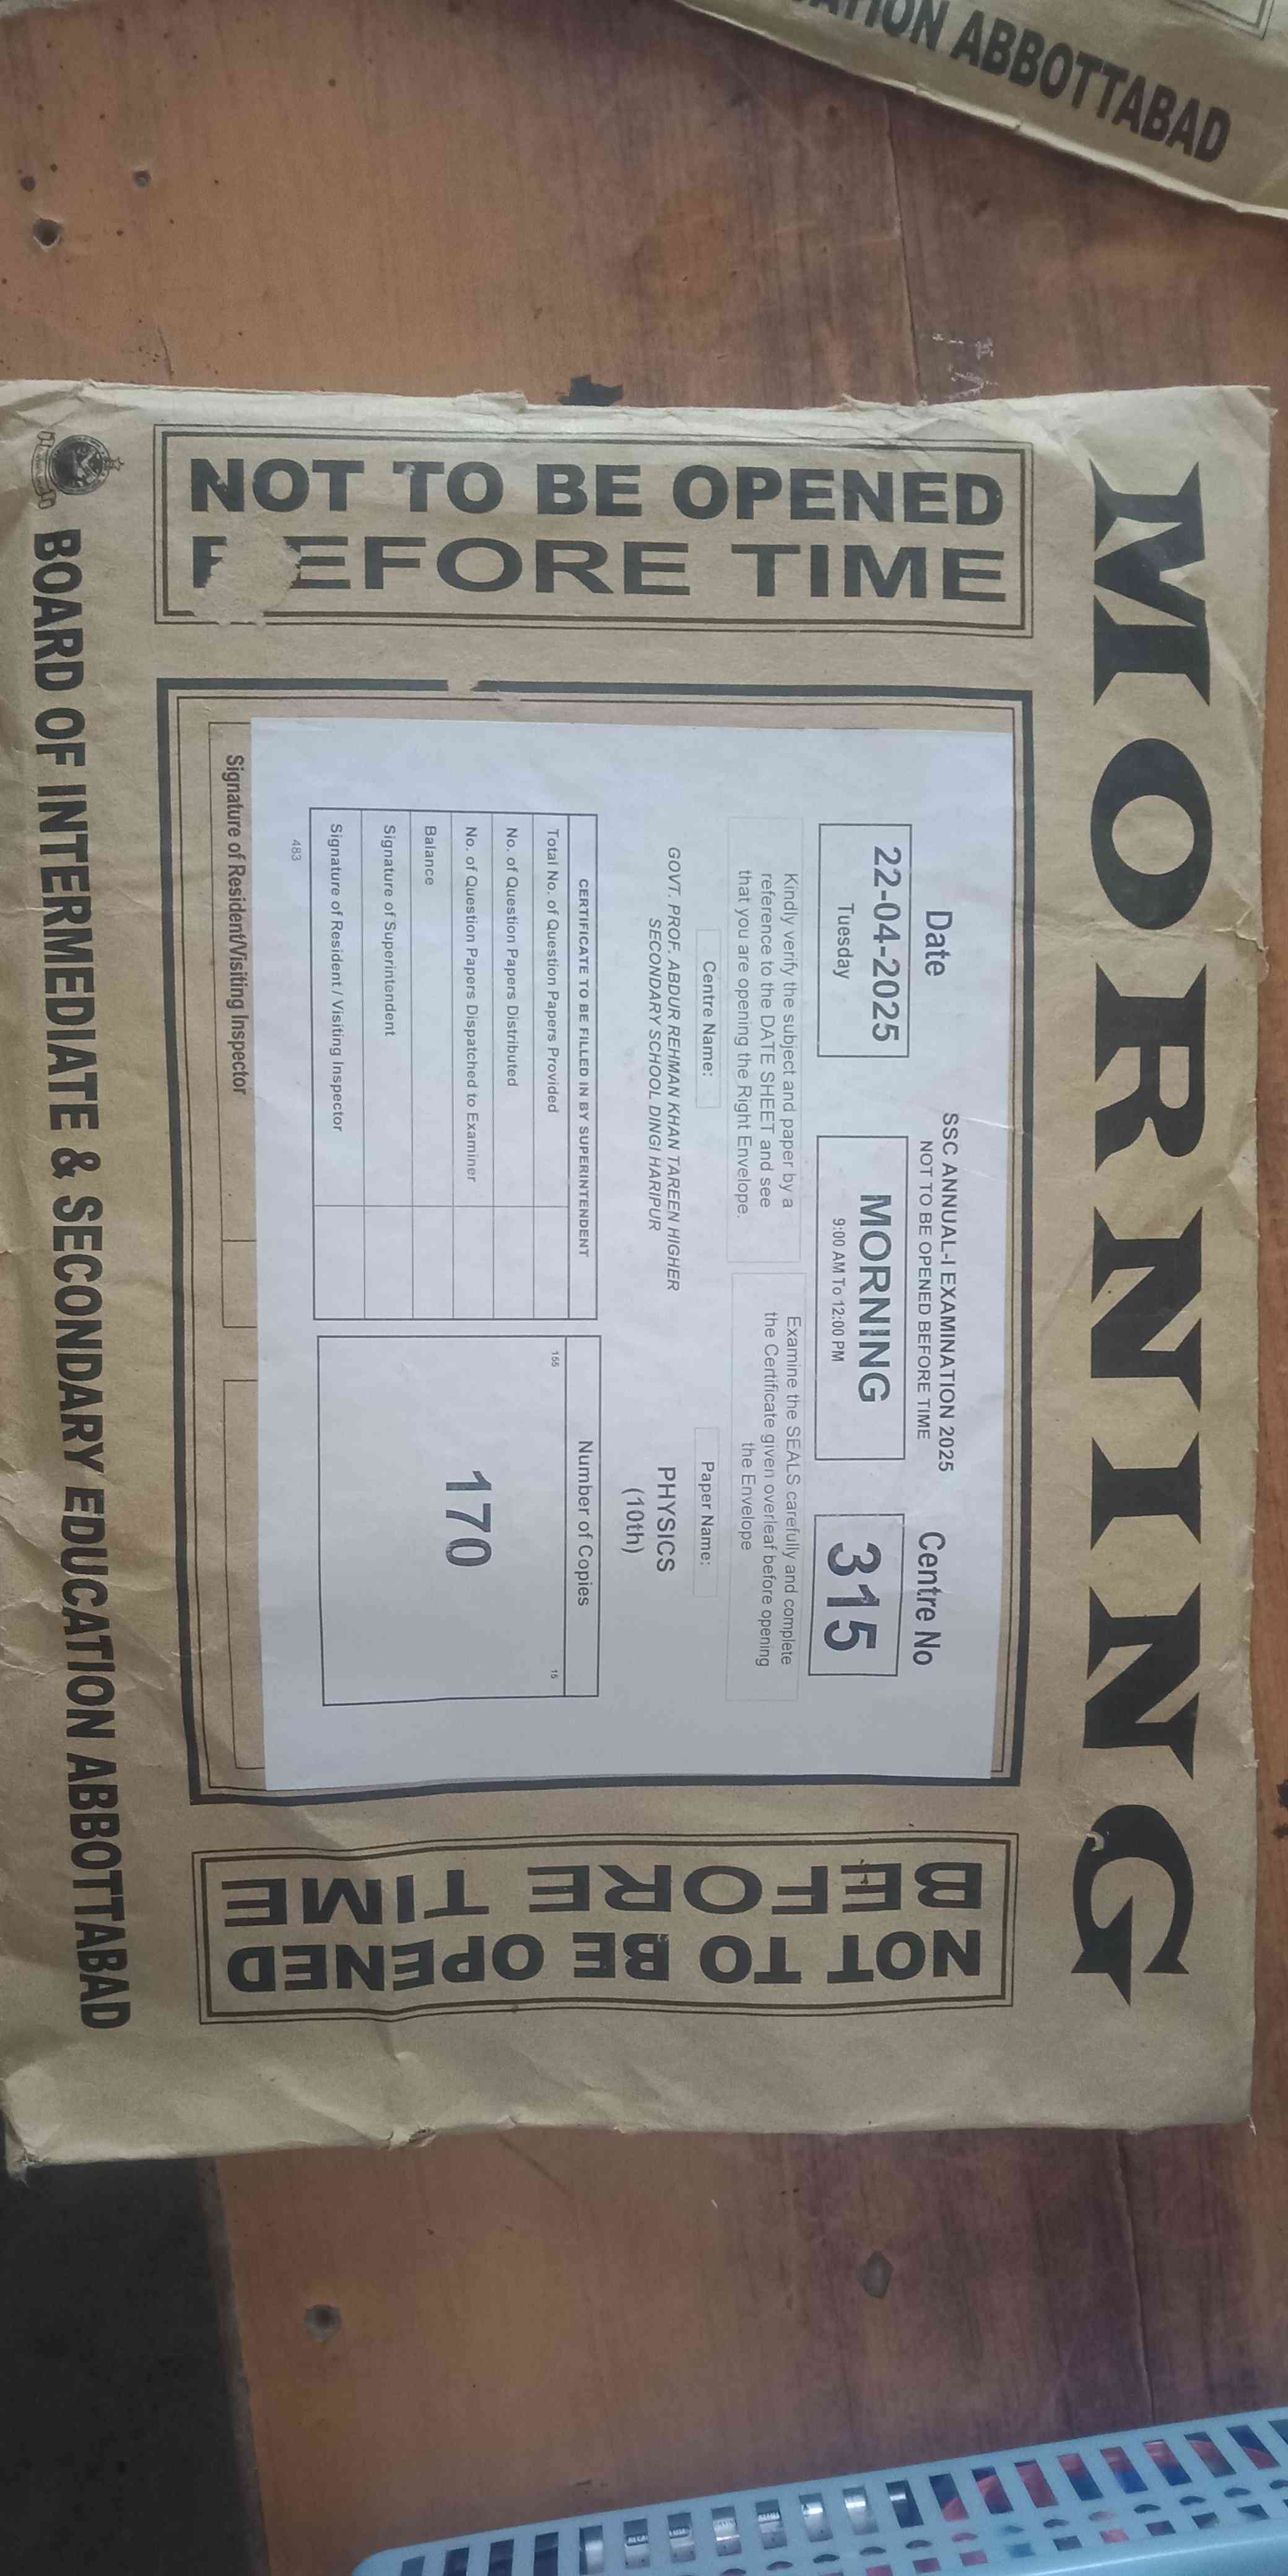 ATION ABBOTTABAD
MORNING
NOT TO BE OPENED
BEFORE TIME
SSC ANNUAL-I EXAMINATION 2025
NOT TO BE OPENED BEFORE TIME
Date
22-04-2025
Tuesday
MORNING
9:00 AM To 12:00 PM
Centre No
315
Kindly verify the subject and paper by a
reference to the DATE SHEET and see
that you are opening the Right Envelope.
Examine the SEALS carefully and complete
the Certificate given overleaf before opening
the Envelope
Centre Name:
GOVT. PROF. ABDUR REHMAN KHAN TAREEN HIGHER
SECONDARY SCHOOL DINGI HARIPUR
Paper Name:
PHYSICS
(10th)
CERTIFICATE TO BE FILLED IN BY SUPERINTENDENT
Total No. of Question Papers Provided
No. of Question Papers Distributed
No. of Question Papers Dispatched to Examiner
Balance
Signature of Superintendent
Signature of Resident / Visiting Inspector
483
Number of Copies
155
15
170
Signature of Resident/Visiting Inspector
NOT TO BE OPENED
BEFORE TIME
BOARD OF INTERMEDIATE & SECONDARY EDUCATION ABBOTTABAD